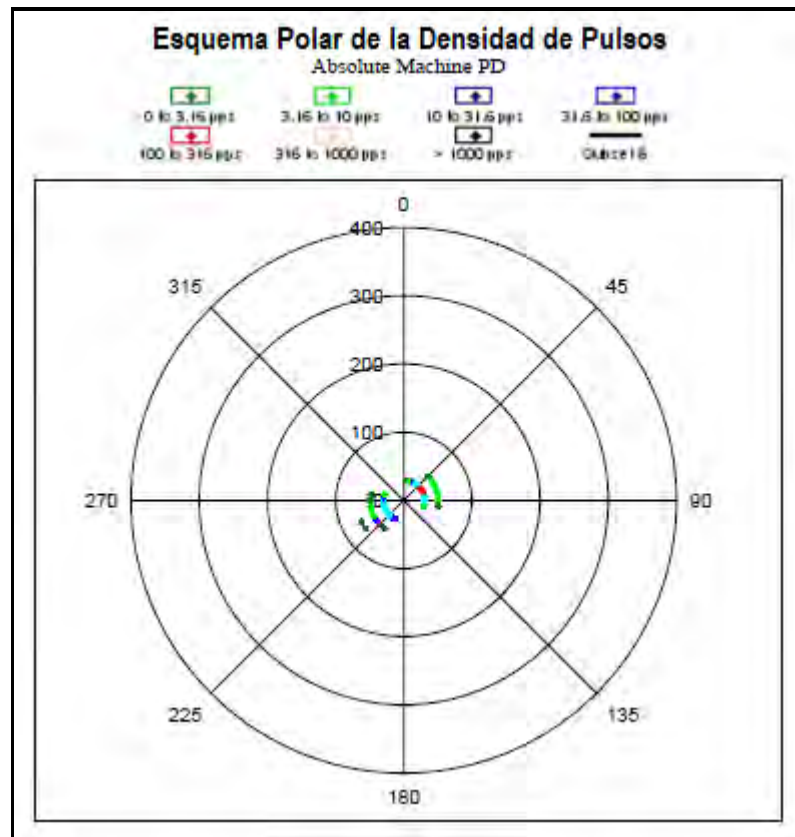 Esquema Polar de la Densidad de Pulsos
Absolute Machine PD
0 to 3.16 pps 3.16 to 10 pps 10 to 31.6 pps 31.6 to 100 pps
100 to 316 pps 316 to 1000 pps > 1000 pps
0
400
315 45
300
200
100
270 90
225 135
180